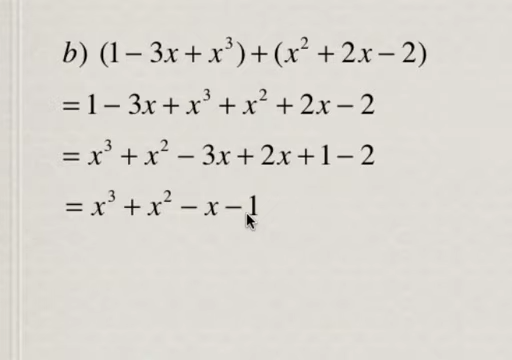 b) (1 – 3x + x³) + (x² + 2x – 2)
= 1 – 3x + x³ + x² + 2x – 2
= x³ + x² – 3x + 2x + 1 – 2
= x³ + x² – x – 1